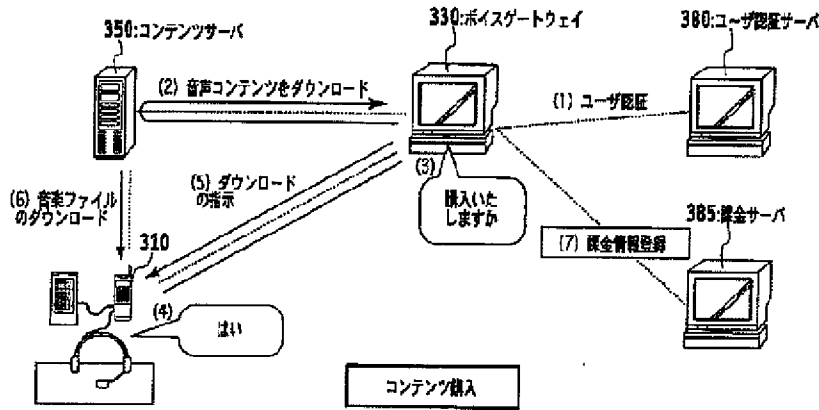 350:コンテンツサーバ
330:ボイスゲートウェイ
380:ユーザ認証サーバ
(2) 音声コンテンツをダウンロード
(1) ユーザ認証
(3)
購入いた
しますか
(5) ダウンロード
の指示
(6) 音楽ファイル
のダウンロード
310
385:課金サーバ
(7) 課金情報登録
(4)
はい
コンテンツ購入